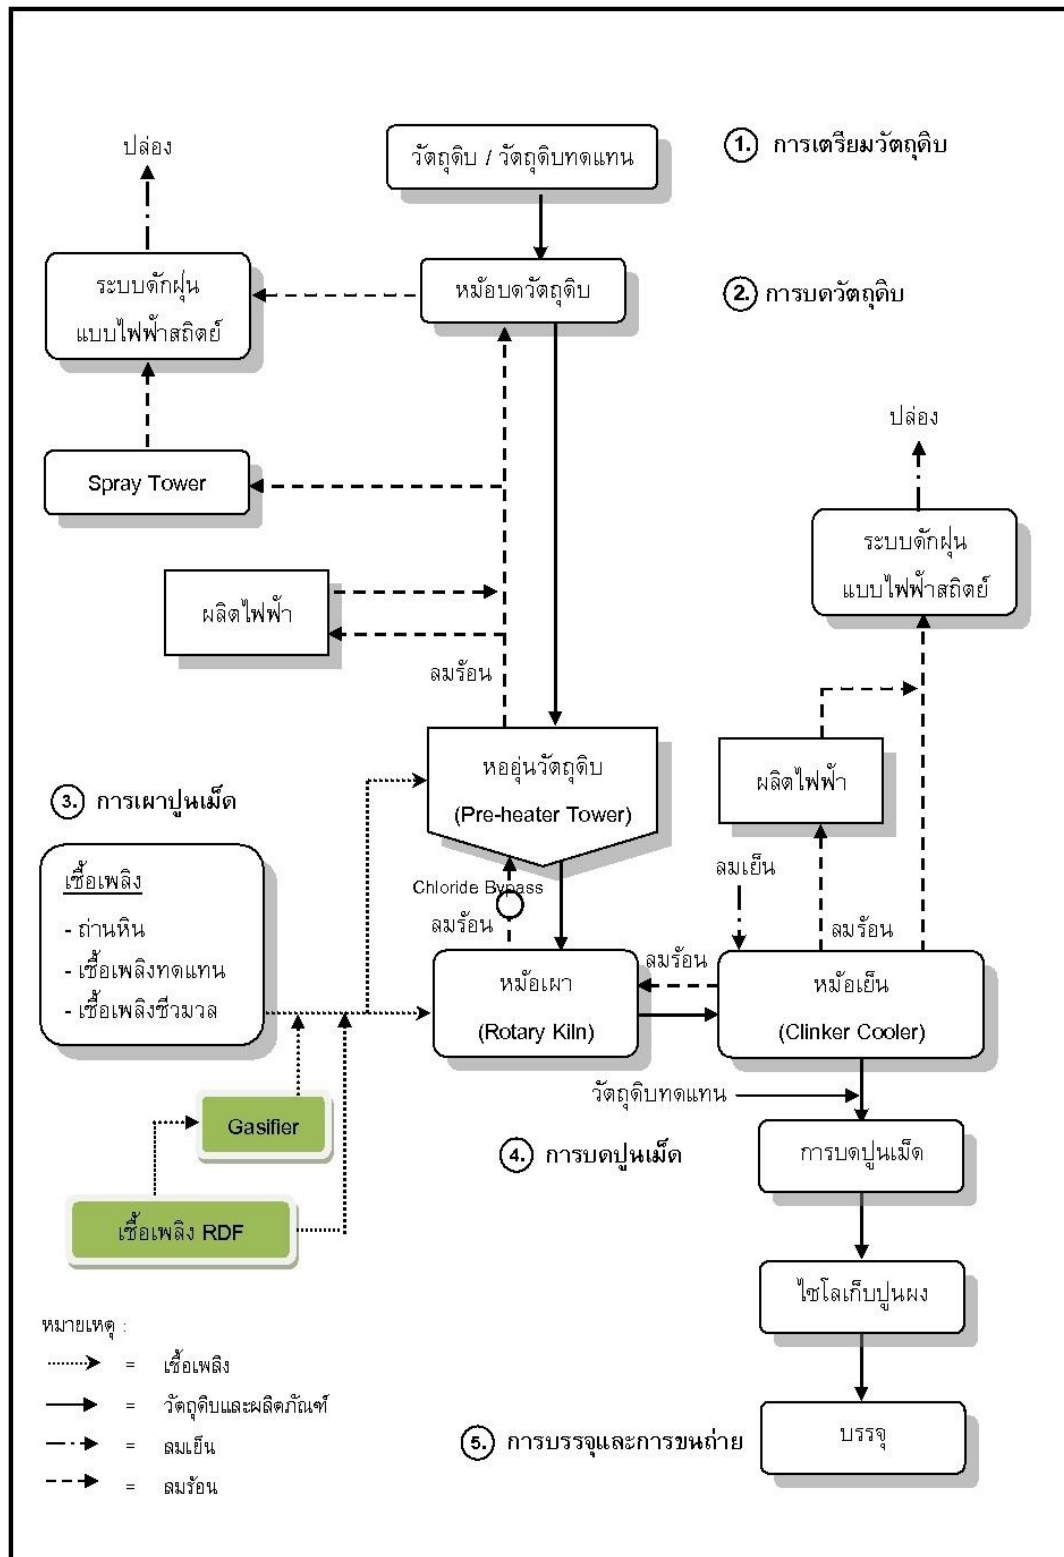 วัตถุดิบ / วัตถุดิบทดแทน
1. การเตรียมวัตถุดิบ
ปล่อง
ระบบดักฝุ่น
แบบไฟฟ้าสถิตย์
หม้อบดวัตถุดิบ
2. การบดวัตถุดิบ
Spray Tower
ปล่อง
ระบบดักฝุ่น
แบบไฟฟ้าสถิตย์
ผลิตไฟฟ้า
ลมร้อน
หออุ่นวัตถุดิบ
(Pre-heater Tower)
ผลิตไฟฟ้า
3. การเผาปูนเม็ด
เชื้อเพลิง
- ถ่านหิน
- เชื้อเพลิงทดแทน
- เชื้อเพลิงชีวมวล
Chloride Bypass
ลมร้อน
ลมเย็น
ลมร้อน
ลมร้อน
หม้อเผา
(Rotary Kiln)
หม้อเย็น
(Clinker Cooler)
วัตถุดิบทดแทน
Gasifier
เชื้อเพลิง RDF
4. การบดปูนเม็ด
การบดปูนเม็ด
ไซโลเก็บปูนผง
หมายเหตุ :
= เชื้อเพลิง
= วัตถุดิบและผลิตภัณฑ์
= ลมเย็น
= ลมร้อน
5. การบรรจุและการขนถ่าย
บรรจุ